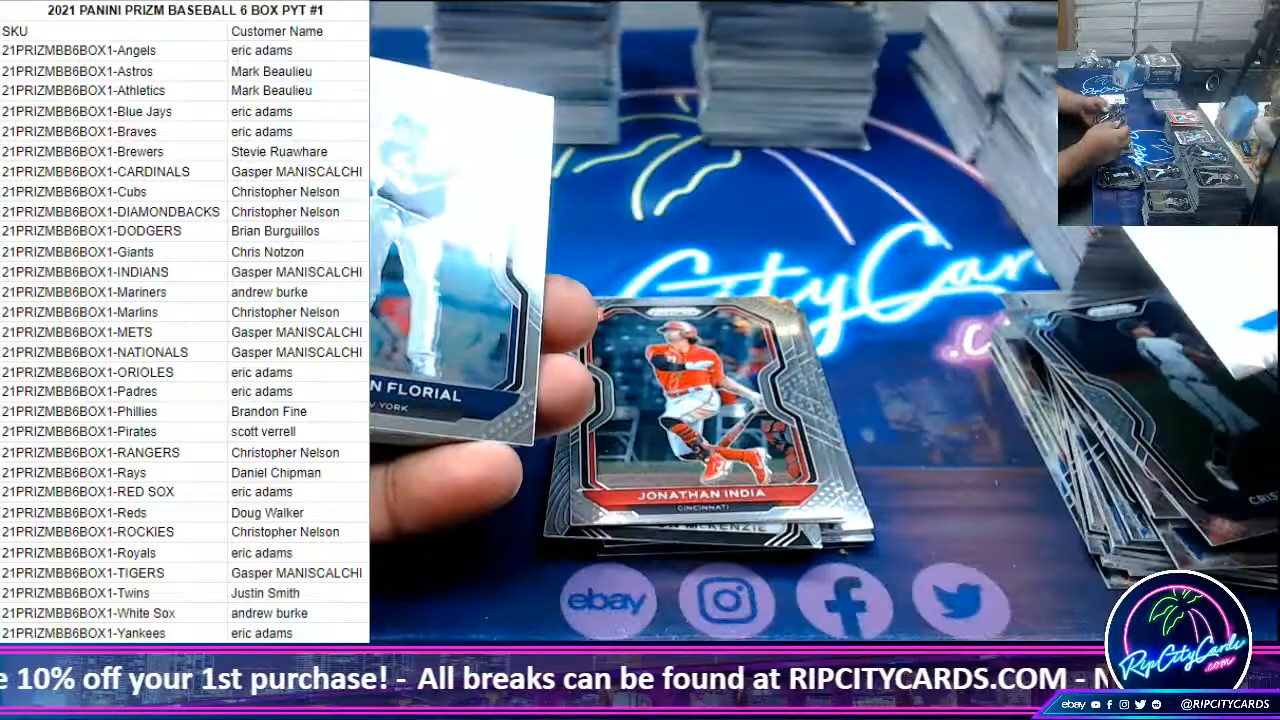 2021 PANINI PRIZM BASEBALL 6 BOX PYT #1
SKU Customer Name
21PRIZMBB6BOX1-Angels eric adams
21PRIZMBB6BOX1-Astros Mark Beaulieu
21PRIZMBB6BOX1-Athletics Mark Beaulieu
21PRIZMBB6BOX1-Blue Jays eric adams
21PRIZMBB6BOX1-Braves eric adams
21PRIZMBB6BOX1-Brewers Stevie Ruawhare
21PRIZMBB6BOX1-CARDINALS Gasper MANISCALCHI
21PRIZMBB6BOX1-Cubs Christopher Nelson
21PRIZMBB6BOX1-DIAMONDBACKS Christopher Nelson
21PRIZMBB6BOX1-DODGERS Brian Burguillos
21PRIZMBB6BOX1-Giants Chris Notzon
21PRIZMBB6BOX1-INDIANS Gasper MANISCALCHI
21PRIZMBB6BOX1-Mariners andrew burke
21PRIZMBB6BOX1-Marlins Christopher Nelson
21PRIZMBB6BOX1-METS Gasper MANISCALCHI
21PRIZMBB6BOX1-NATIONALS Gasper MANISCALCHI
21PRIZMBB6BOX1-ORIOLES eric adams
21PRIZMBB6BOX1-Padres eric adams
21PRIZMBB6BOX1-Phillies Brandon Fine
21PRIZMBB6BOX1-Pirates scott verrell
21PRIZMBB6BOX1-RANGERS Christopher Nelson
21PRIZMBB6BOX1-Rays Daniel Chipman
21PRIZMBB6BOX1-RED SOX eric adams
21PRIZMBB6BOX1-Reds Doug Walker
21PRIZMBB6BOX1-ROCKIES Christopher Nelson
21PRIZMBB6BOX1-Royals eric adams
21PRIZMBB6BOX1-TIGERS Gasper MANISCALCHI
21PRIZMBB6BOX1-Twins Justin Smith
21PRIZMBB6BOX1-White Sox andrew burke
21PRIZMBB6BOX1-Yankees eric adams
N FLORIAL
YORK
JONATHAN INDIA
CINCINNATI
MCKENZIE
CRIS
ityCar
.c
ebay
e 10% off your 1st purchase! - All breaks can be found at RIPCITYCARDS.COM - N
RipCityCards
.com
ebay @RIPCITYCARDS